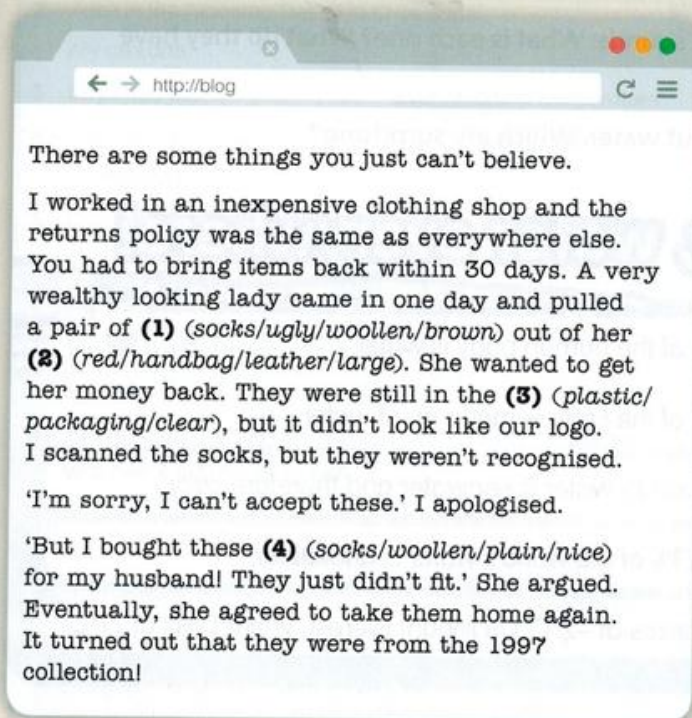 http://blog
There are some things you just can't believe.
I worked in an inexpensive clothing shop and the
returns policy was the same as everywhere else.
You had to bring items back within 30 days. A very
wealthy looking lady came in one day and pulled
a pair of (1) (socks/ugly/woollen/brown) out of her
(2) (red/handbag/leather/large). She wanted to get
her money back. They were still in the (3) (plastic/
packaging/clear), but it didn't look like our logo.
I scanned the socks, but they weren't recognised.
'I'm sorry, I can't accept these.' I apologised.
'But I bought these (4) (socks/woollen/plain/nice)
for my husband! They just didn't fit.' She argued.
Eventually, she agreed to take them home again.
It turned out that they were from the 1997
collection!